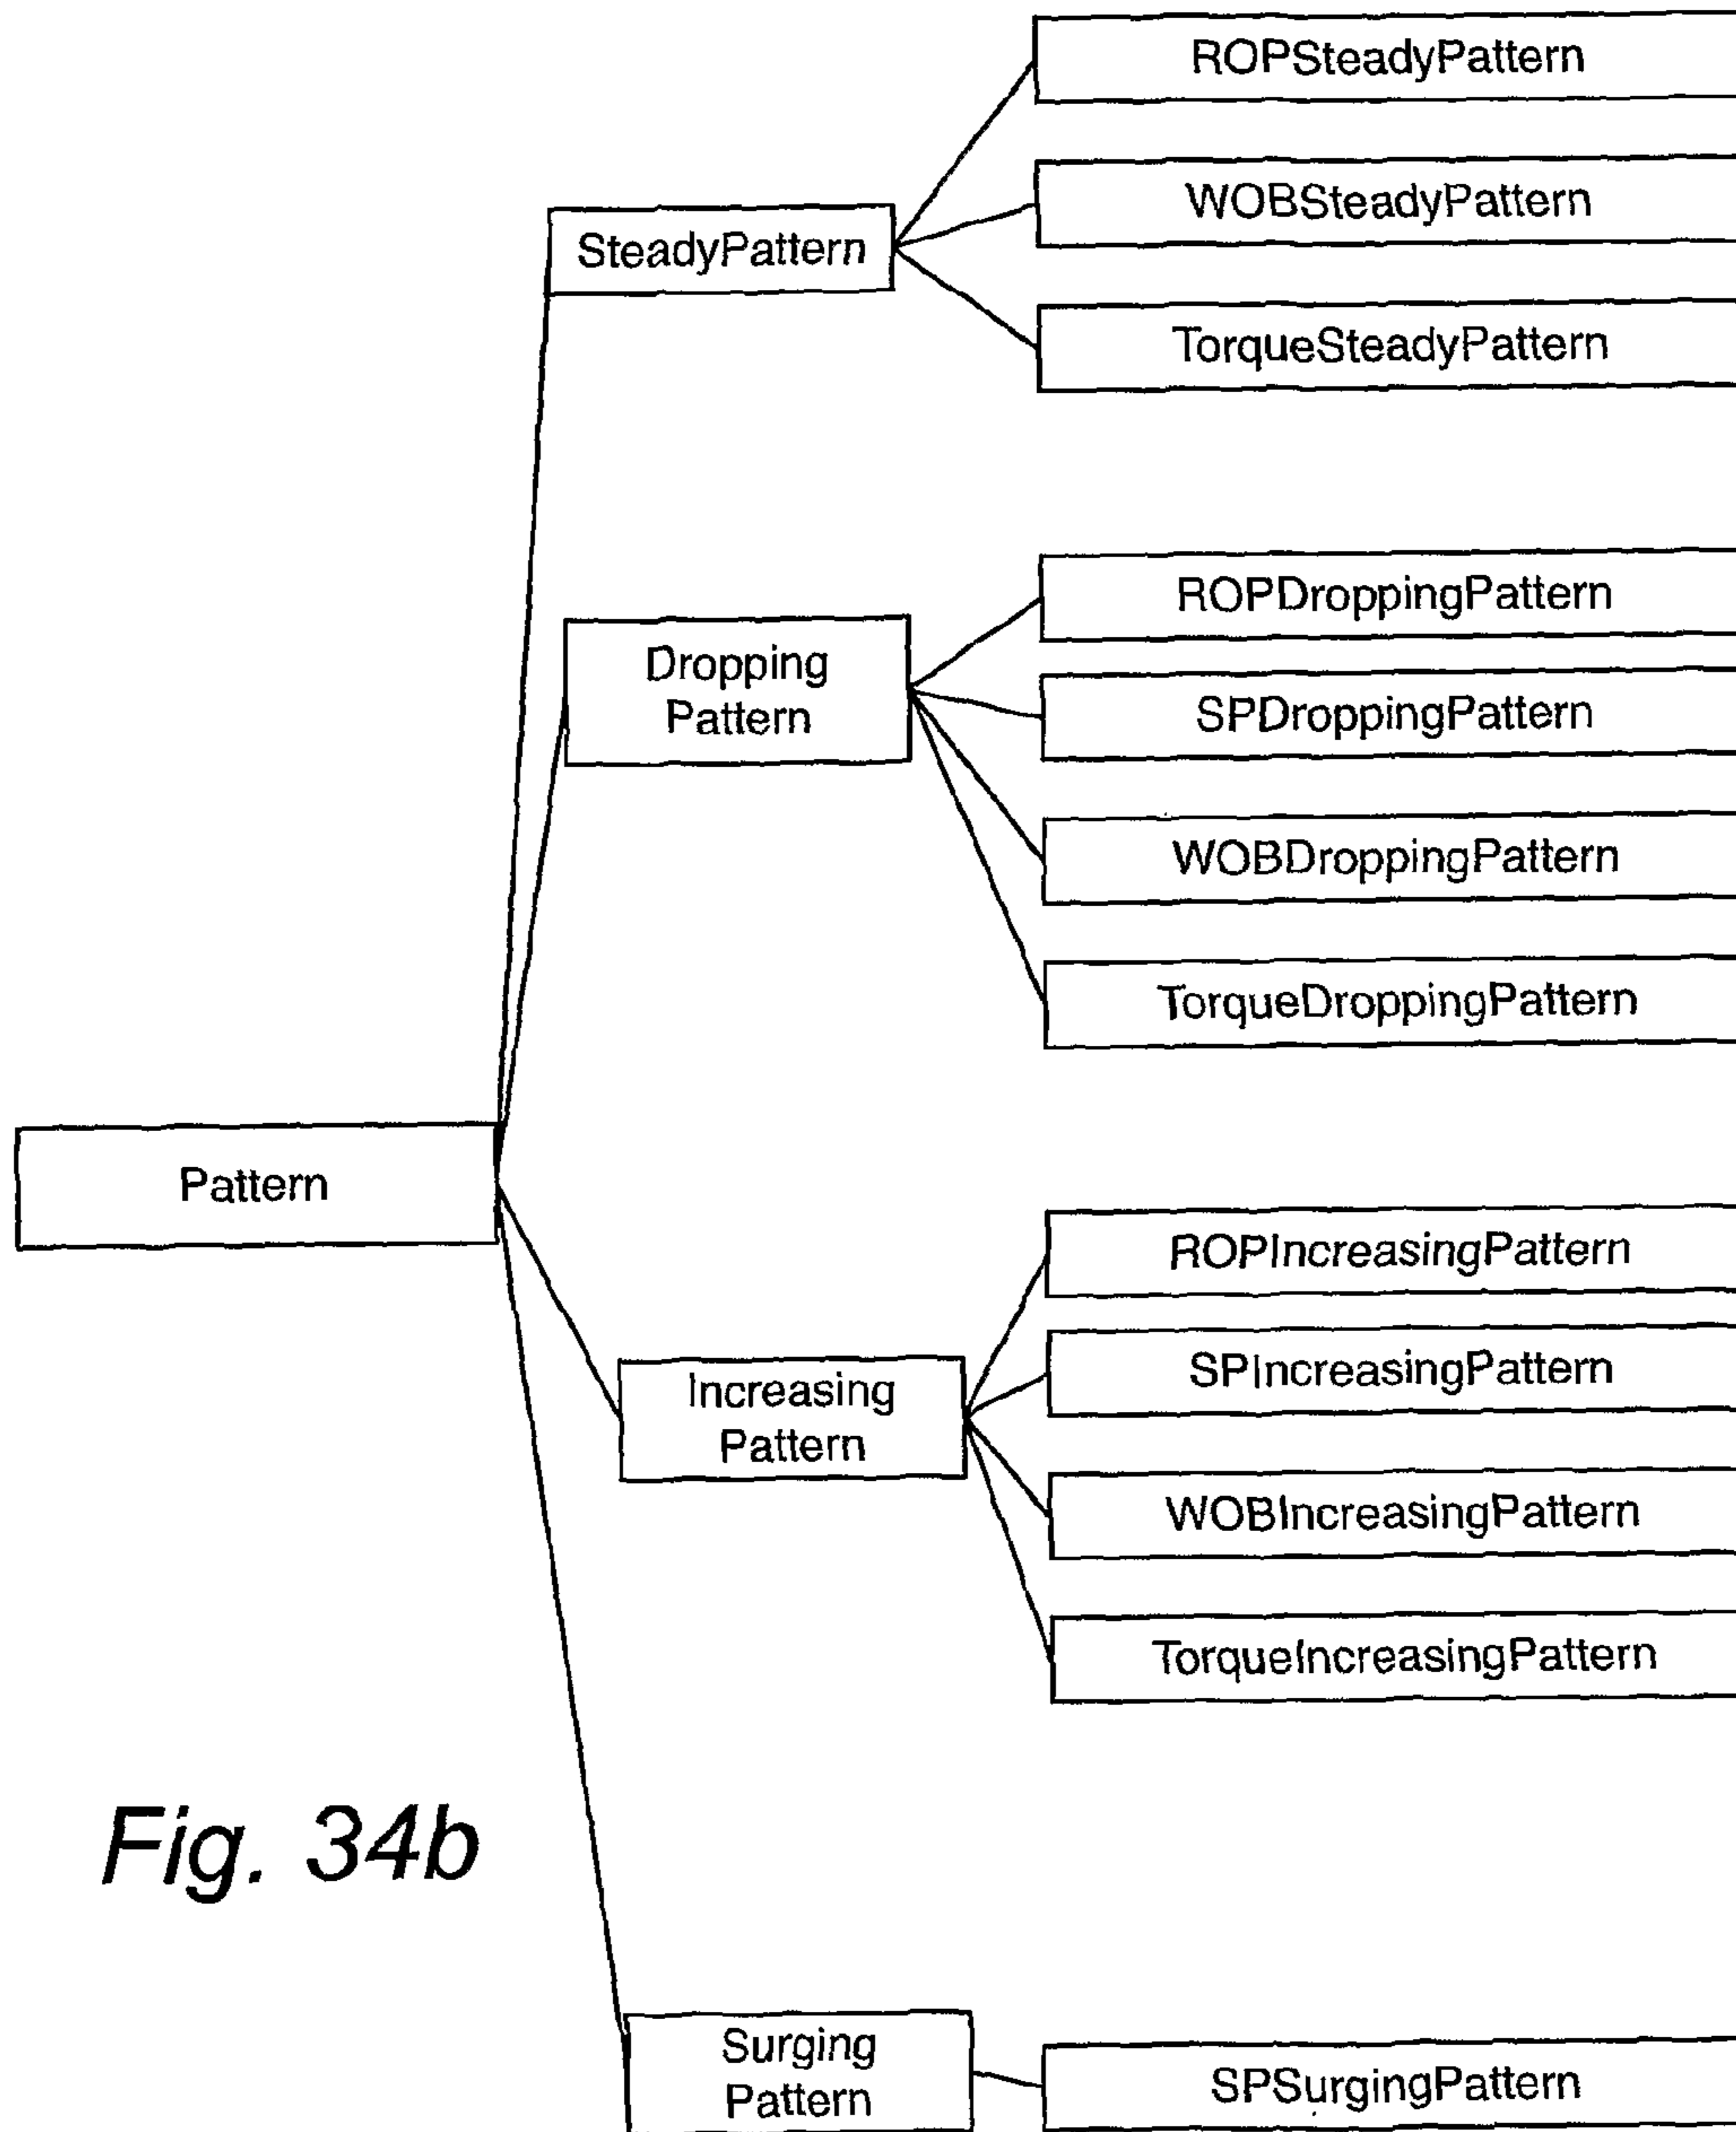 ROPSteadyPattern
WOBSteadyPattern
SteadyPattern
TorqueSteadyPattern
ROPDroppingPattern
Dropping
Pattern
SPDroppingPattern
WOBDroppingPattern
TorqueDroppingPattern
Pattern
ROPIncreasingPattern
SPIncreasingPattern
Increasing
Pattern
WOBIncreasingPattern
TorqueIncreasingPattern
Fig. 34b
Surging
Pattern
SPSurgingPattern